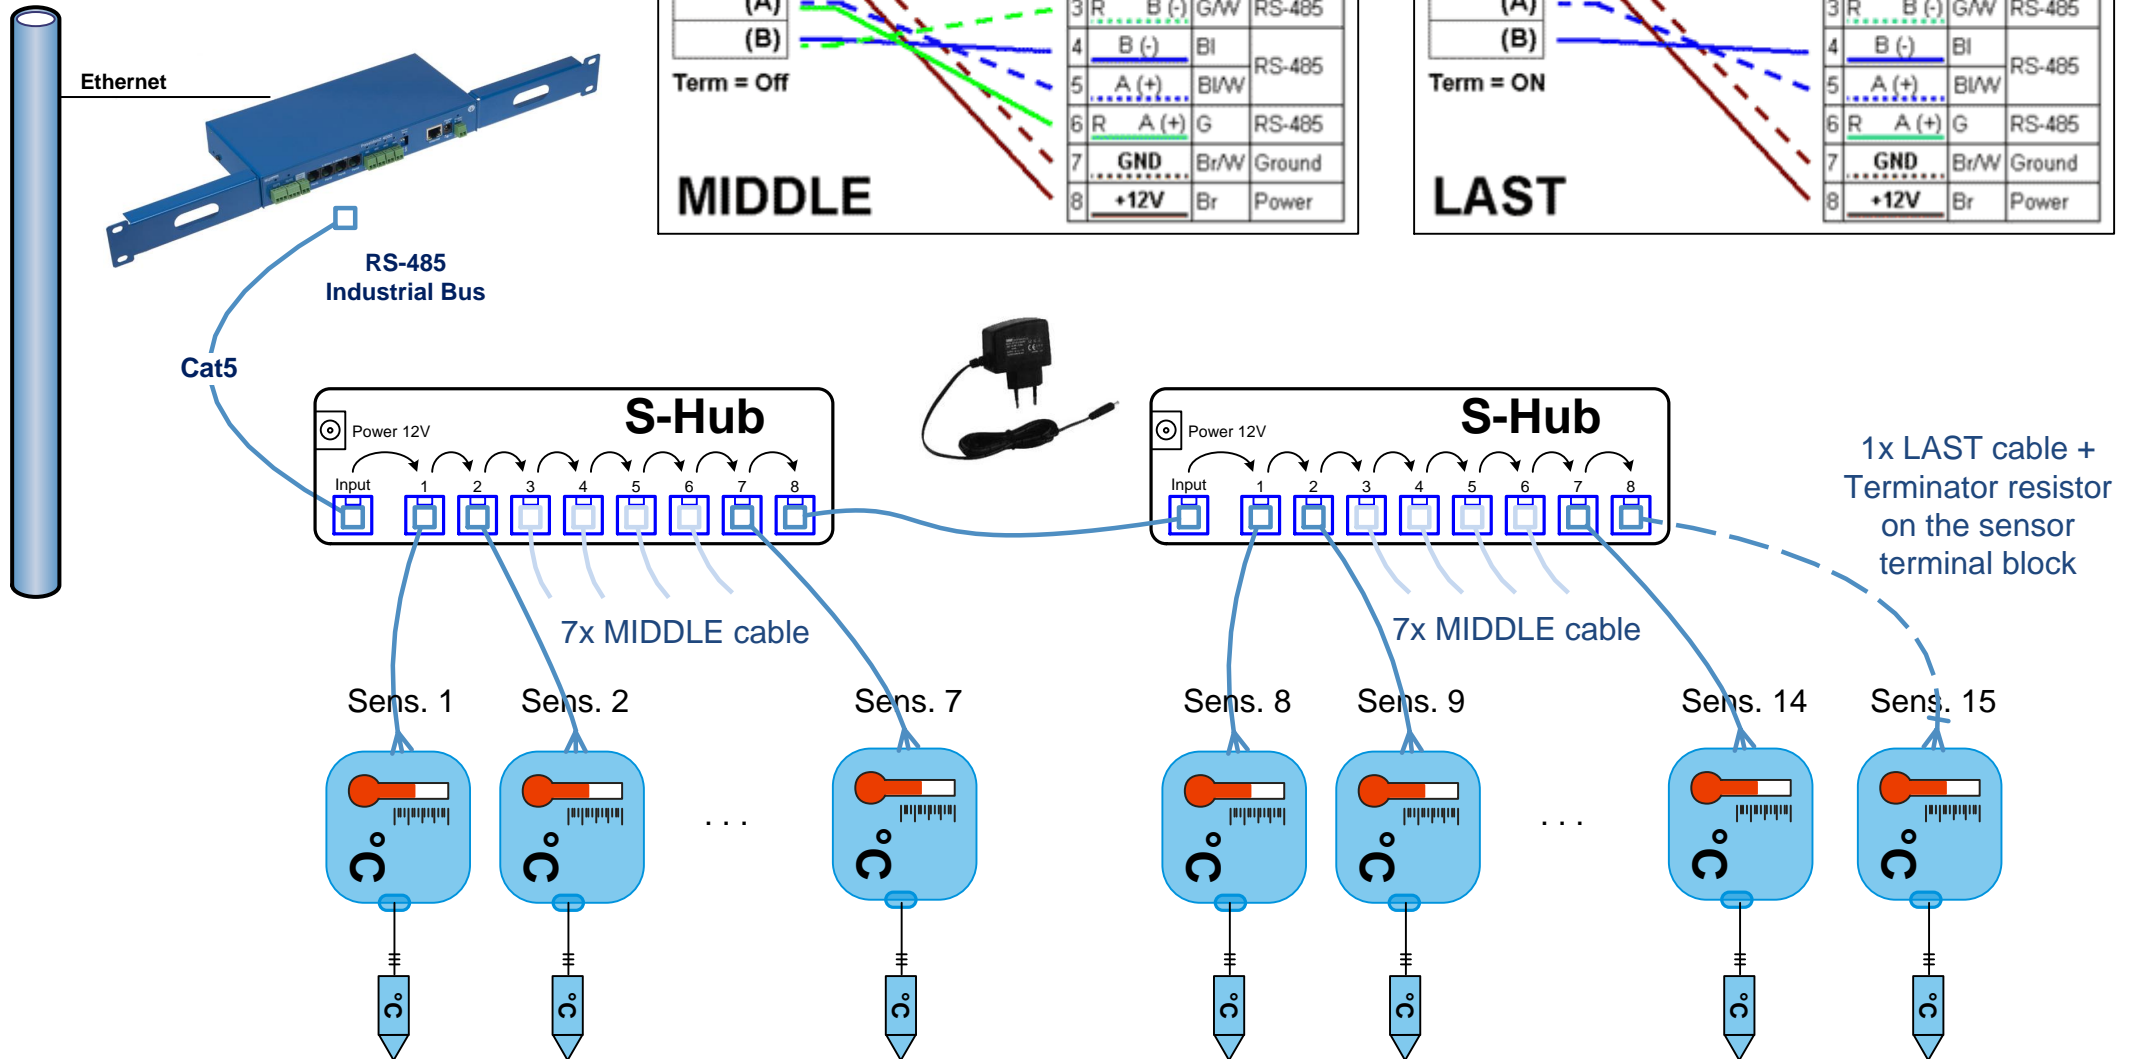 (A)
(B)
Term = Off
MIDDLE
3 R B (-) G/W RS-485
4 B (-) Bl
RS-485
5 A (+) Bl/W
6 R A (+) G RS-485
7 GND Br/W Ground
8 +12V Br Power
(A)
(B)
Term = ON
LAST
3 R B (-) G/W RS-485
4 B (-) Bl
RS-485
5 A (+) Bl/W
6 R A (+) G RS-485
7 GND Br/W Ground
8 +12V Br Power
Ethernet
RS-485
Industrial Bus
Cat5
S-Hub
Power 12V
Input 1 2 3 4 5 6 7 8
S-Hub
Power 12V
Input 1 2 3 4 5 6 7 8
1x LAST cable +
Terminator resistor
on the sensor
terminal block
7x MIDDLE cable
7x MIDDLE cable
Sens. 1
Sens. 2
Sens. 7
Sens. 8
Sens. 9
Sens. 14
Sens. 15
. . .
. . .
°C
°C
°C
°C
°C
°C
°C
°C
°C
°C
°C
°C
°C
°C